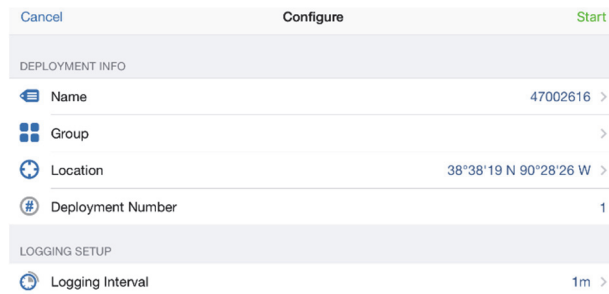 Cancel Configure Start
DEPLOYMENT INFO
Name 47002616 >
Group >
Location 38°38'19 N 90°28'26 W >
# Deployment Number 1
LOGGING SETUP
Logging Interval 1m >